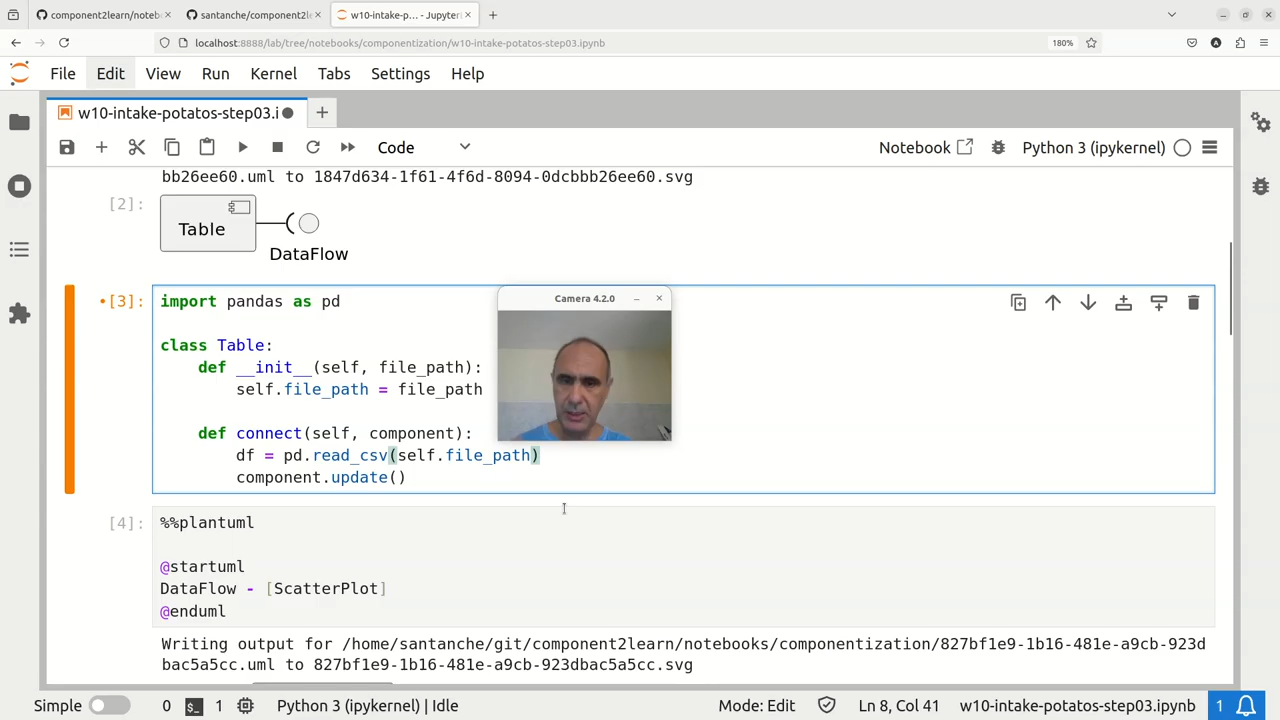 component2learn/noteb
santanche/component2le
w10-intake-p... - Jupyter
localhost:8888/lab/tree/notebooks/componentization/w10-intake-potatos-step03.ipynb
180%
File Edit View Run Kernel Tabs Settings Help
w10-intake-potatos-step03.i
Code
Notebook
Python 3 (ipykernel)
bb26ee60.uml to 1847d634-1f61-4f6d-8094-0dcbbb26ee60.svg
[2]:
Table
DataFlow
[3]:
import pandas as pd
class Table:
def __init__(self, file_path):
self.file_path = file_path
def connect(self, component):
df = pd.read_csv(self.file_path)
component.update()
Camera 4.2.0
[4]:
%%plantuml
@startuml
DataFlow - [ScatterPlot]
@enduml
Writing output for /home/santanche/git/component2learn/notebooks/componentization/827bf1e9-1b16-481e-a9cb-923d
bac5a5cc.uml to 827bf1e9-1b16-481e-a9cb-923dbac5a5cc.svg
Simple
0
1
Python 3 (ipykernel) | Idle
Mode: Edit
Ln 8, Col 41
w10-intake-potatos-step03.ipynb
1